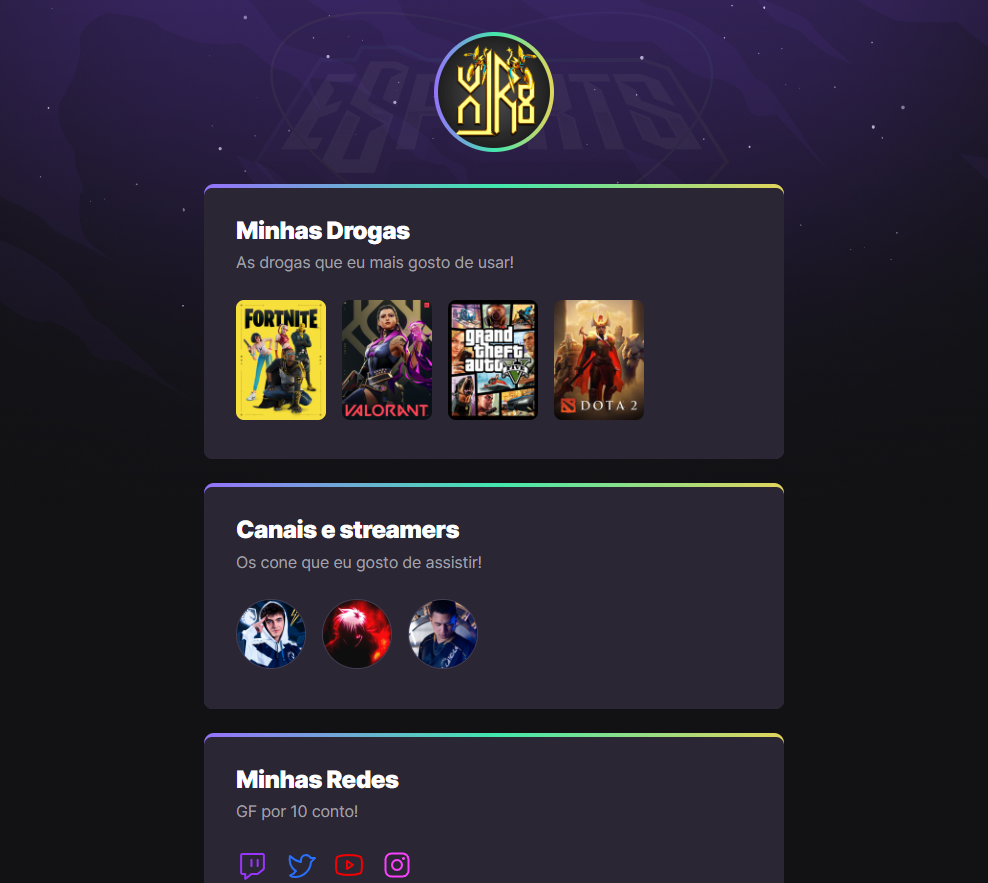 ESPORTS
Minhas Drogas
As drogas que eu mais gosto de usar!
FORTNITE
VALORANT
grand
theft
auto V
FIVE
DOTA 2
Canais e streamers
Os cone que eu gosto de assistir!
Minhas Redes
GF por 10 conto!